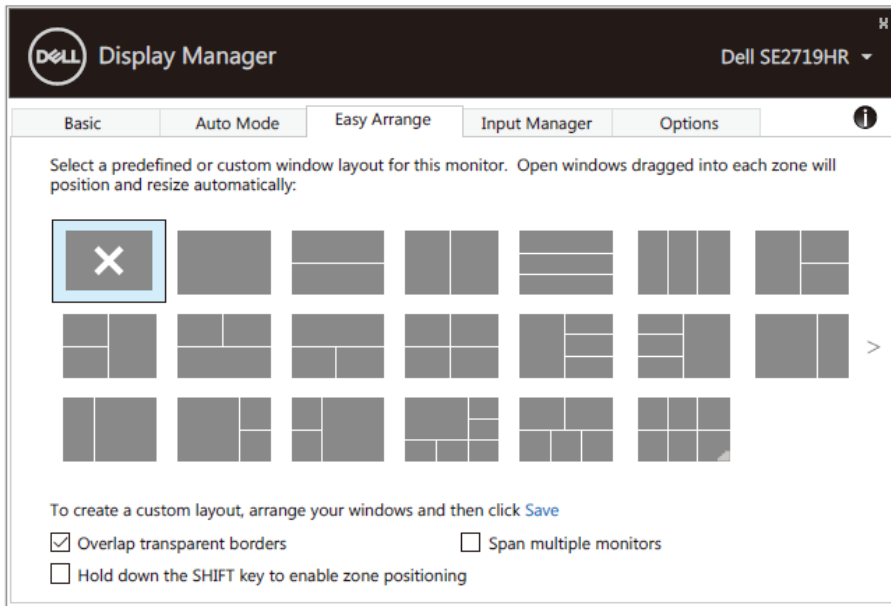 DELL Display Manager
Dell SE2719HR
Basic
Auto Mode
Easy Arrange
Input Manager
Options
Select a predefined or custom window layout for this monitor. Open windows dragged into each zone will
position and resize automatically:
To create a custom layout, arrange your windows and then click Save
Overlap transparent borders
Span multiple monitors
Hold down the SHIFT key to enable zone positioning